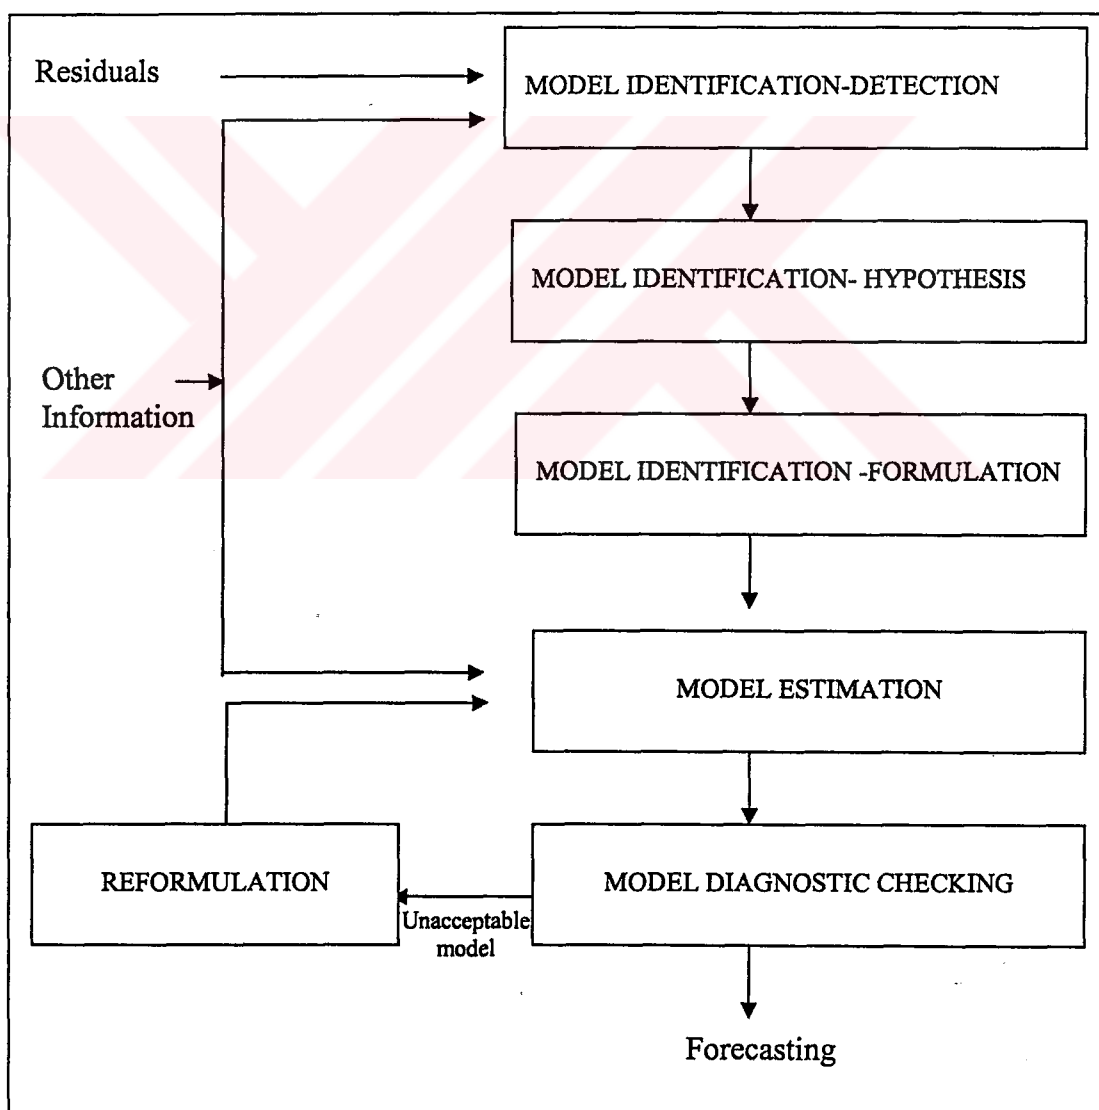 Residuals
MODEL IDENTIFICATION-DETECTION
MODEL IDENTIFICATION- HYPOTHESIS
Other
Information
MODEL IDENTIFICATION -FORMULATION
MODEL ESTIMATION
REFORMULATION
Unacceptable
model
MODEL DIAGNOSTIC CHECKING
Forecasting